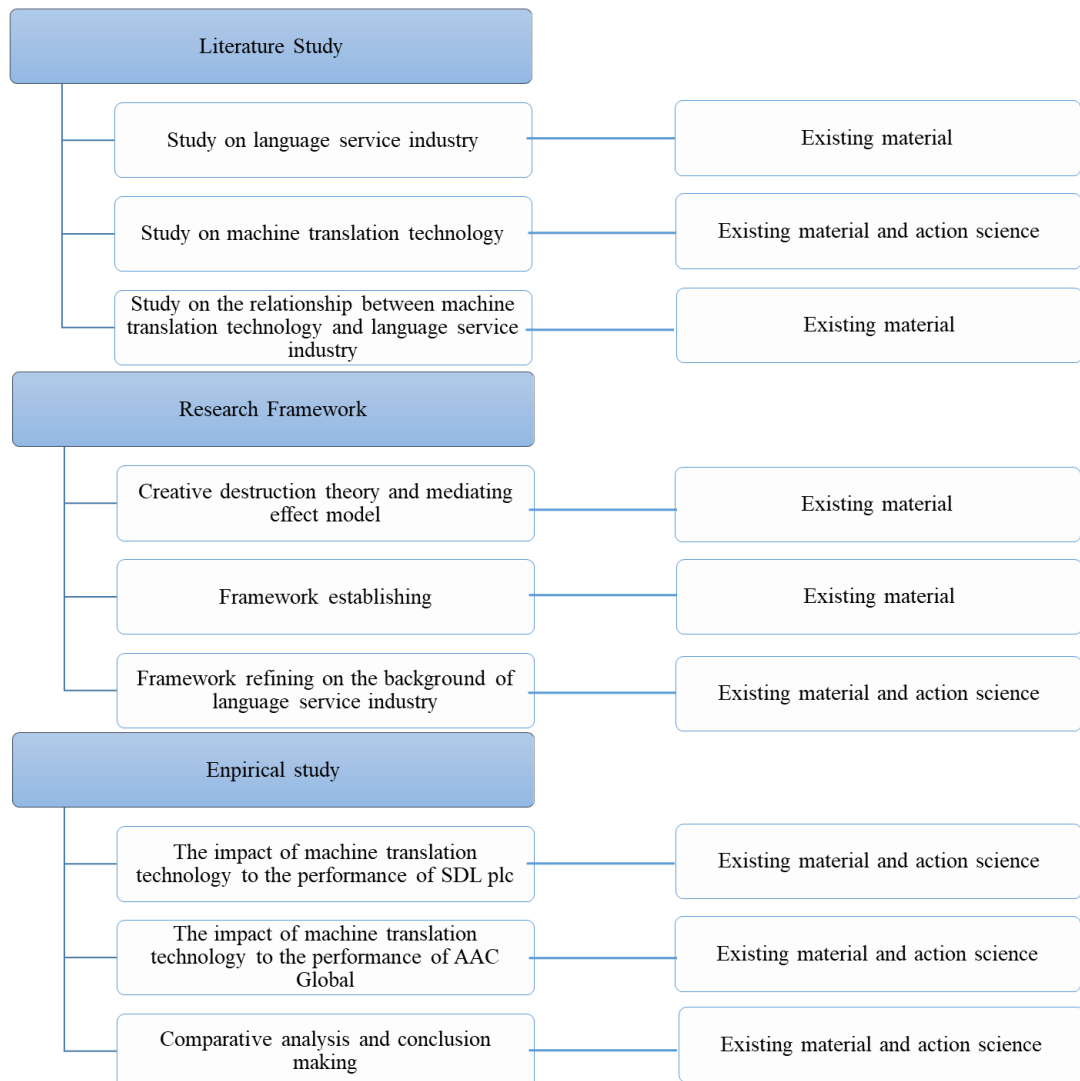 Literature Study
Study on language service industry
Existing material
Study on machine translation technology
Existing material and action science
Study on the relationship between machine
translation technology and language service
industry
Existing material
Research Framework
Creative destruction theory and mediating
effect model
Existing material
Framework establishing
Existing material
Framework refining on the background of
language service industry
Existing material and action science
Enpirical study
The impact of machine translation
technology to the performance of SDL plc
Existing material and action science
The impact of machine translation
technology to the performance of AAC
Global
Existing material and action science
Comparative analysis and conclusion
making
Existing material and action science